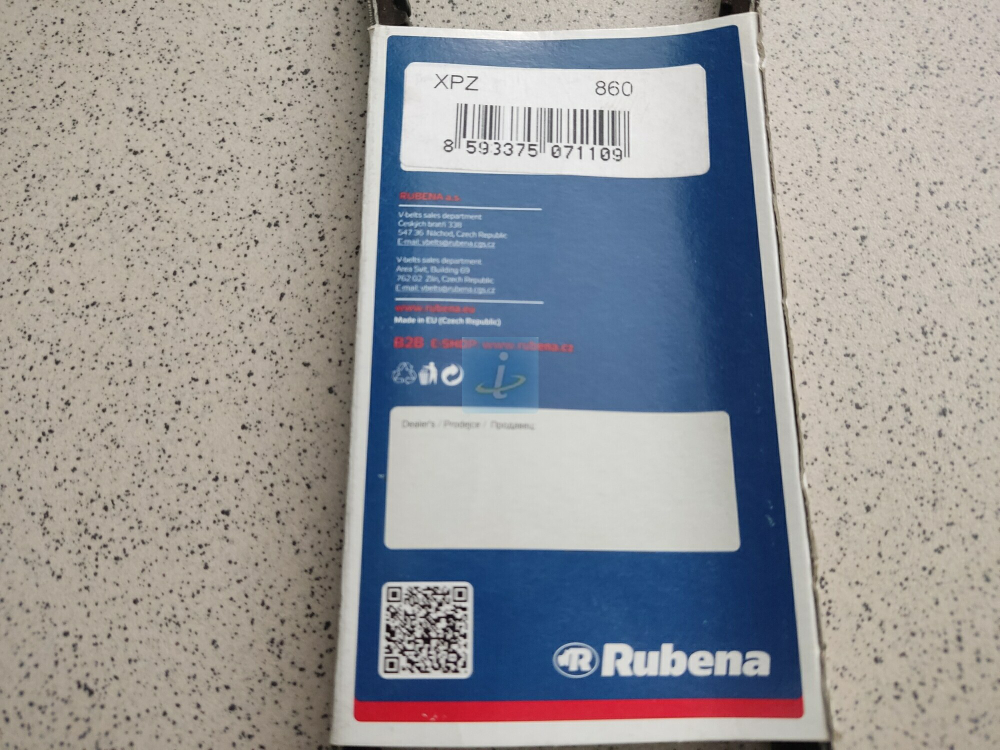 XPZ 860
8 593375 071109
RUBENA a.s.
V-belts sales department
Českých bratří 338
547 36 Náchod, Czech Republic
E-mail: vbelts@rubena.cgs.cz
V-belts sales department
Area Svit, Building 69
762 02 Zlín, Czech Republic
E-mail: vbelts@rubena.cgs.cz
www.rubena.eu
Made in EU (Czech Republic)
B2B E-SHOP: www.rubena.cz
Dealer's / Prodejce / Продавец
Rubena